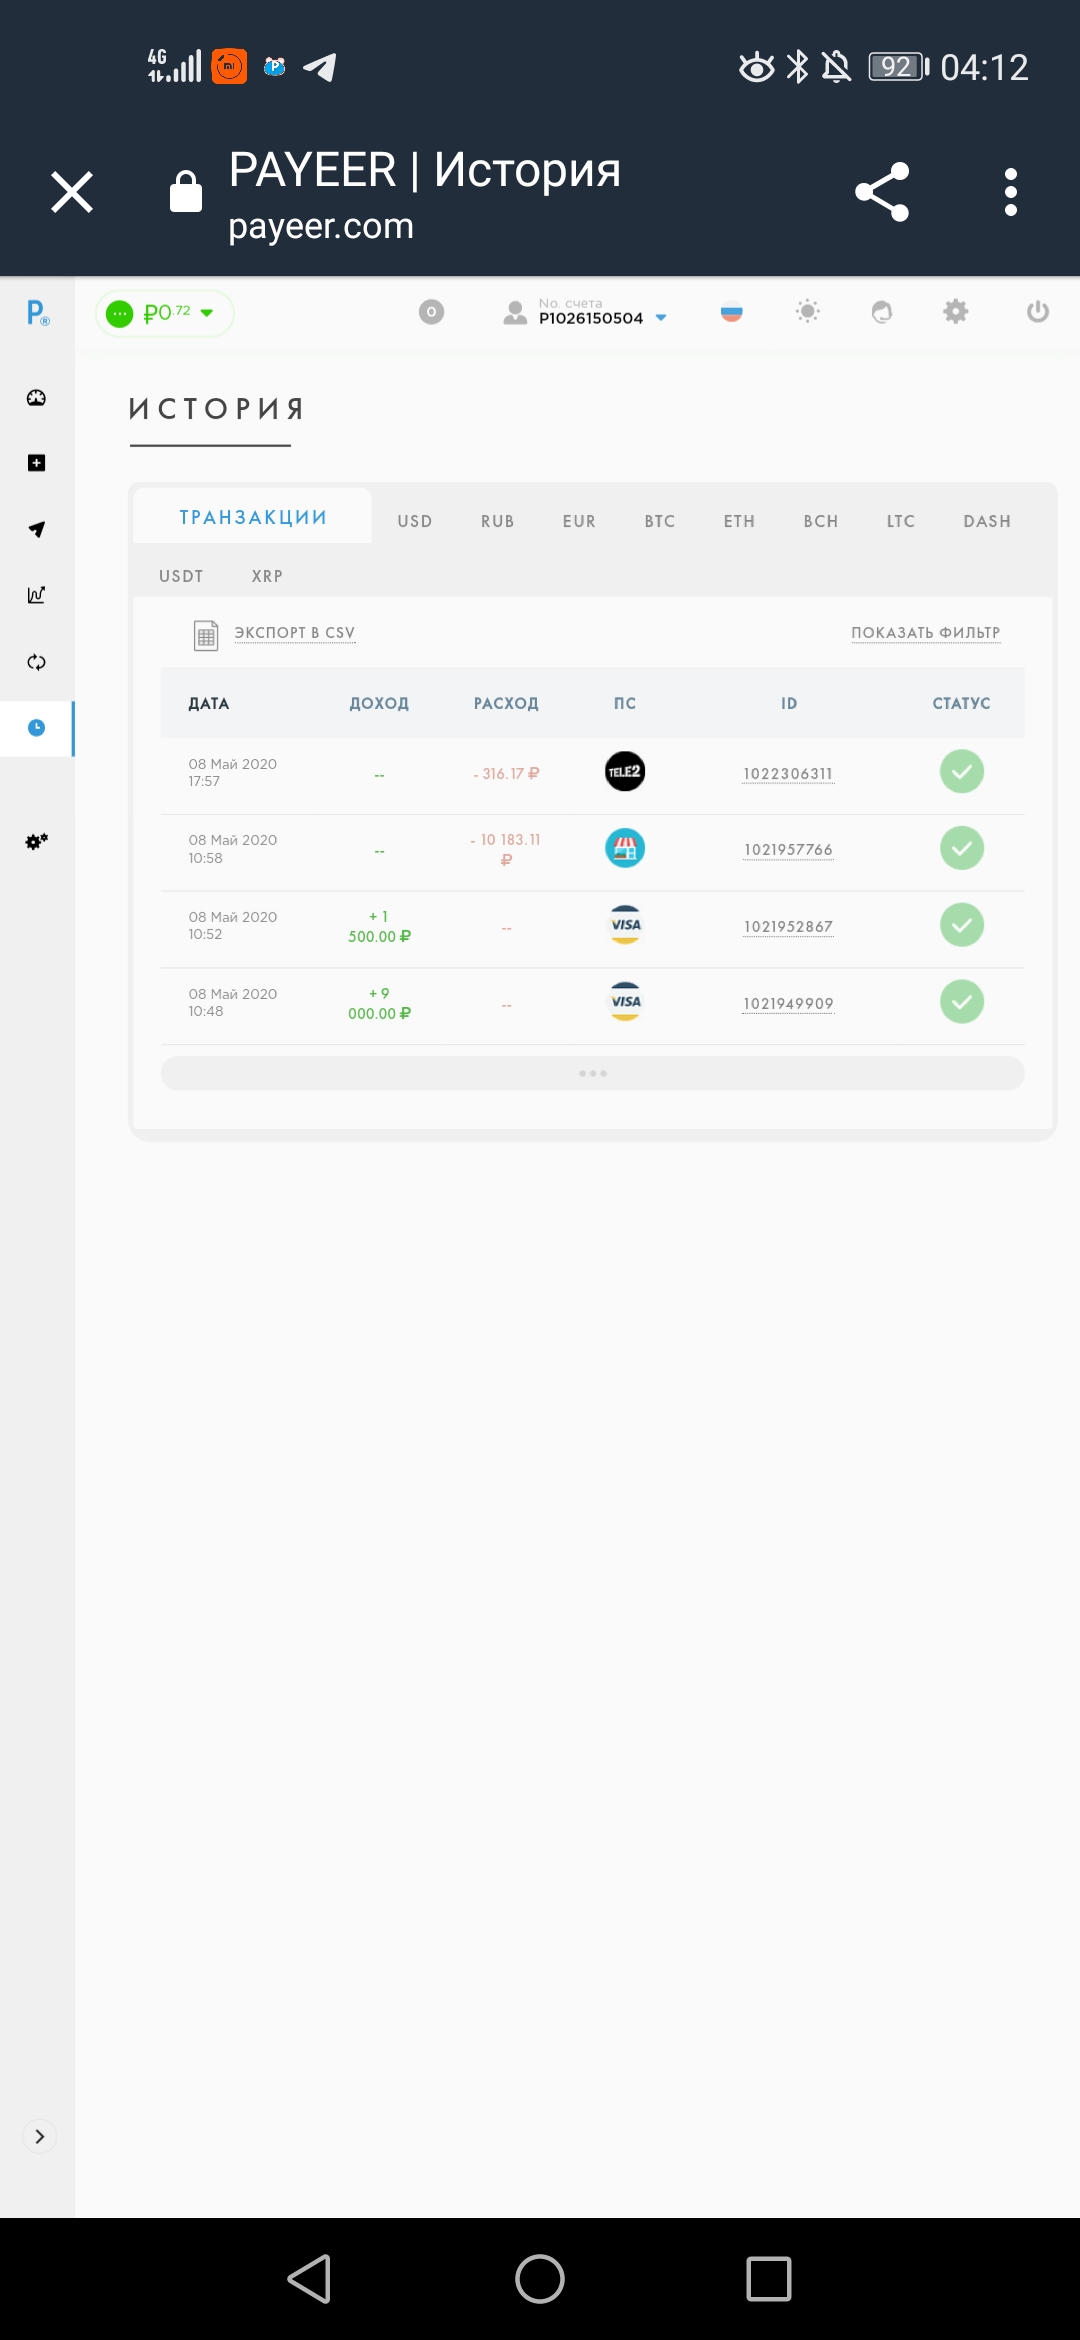 4G 92 04:12
PAYEER | История
payeer.com
P® ₽0.72 0 No. счета
P1026150504
ИСТОРИЯ
ТРАНЗАКЦИИ USD RUB EUR BTC ETH BCH LTC DASH
USDT XRP
ЭКСПОРТ В CSV ПОКАЗАТЬ ФИЛЬТР
ДАТА ДОХОД РАСХОД ПС ID СТАТУС
08 Май 2020
17:57 -- - 316.17 ₽ TELE2 1022306311
08 Май 2020
10:58 -- - 10 183.11
₽ 1021957766
08 Май 2020
10:52 + 1
500.00 ₽ -- VISA 1021952867
08 Май 2020
10:48 + 9
000.00 ₽ -- VISA 1021949909